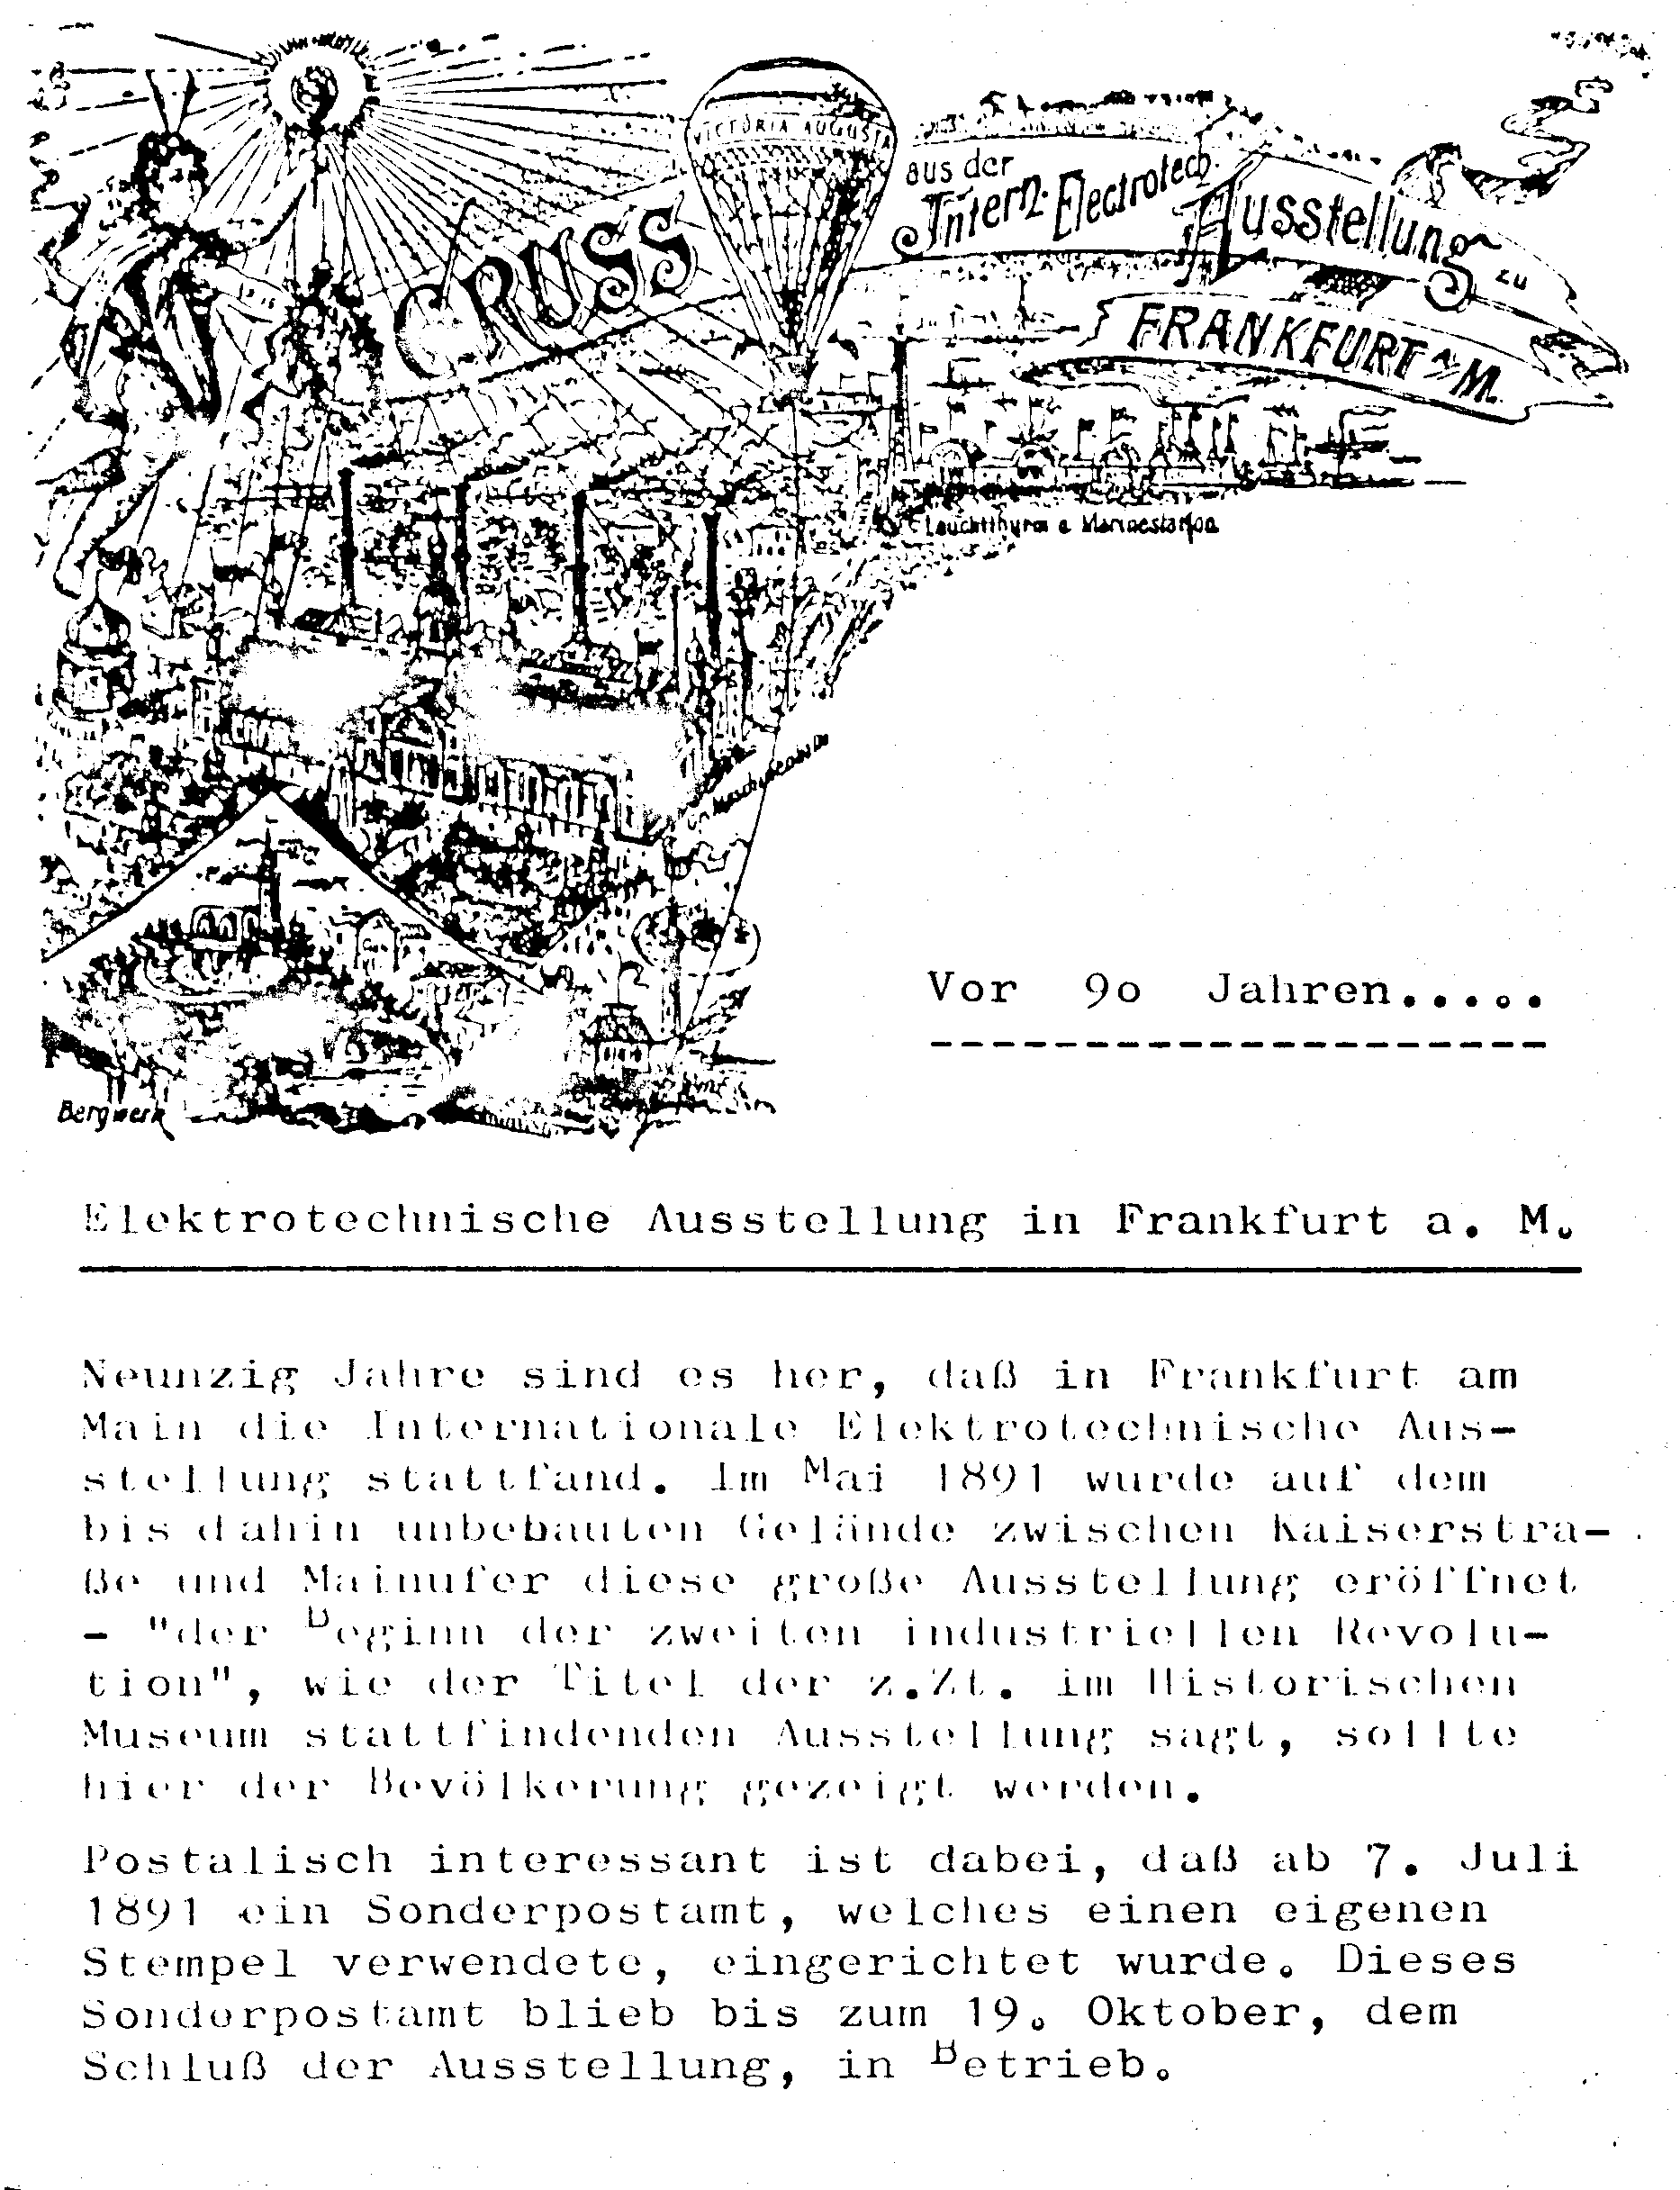 VICTORIA AUGUSTA
GRUSS
aus der
Intern. Electrotech.
Ausstellung
zu
FRANKFURT A/M.
Leuchtthurm & Marinestation
Bergwerk
Vor 9o Jahren.....
Elektrotechnische Ausstellung in Frankfurt a. M.
Neunzig Jahre sind es her, daß in Frankfurt am
Main die Internationale Elektrotechnische Aus-
stellung stattfand. Im Mai 1891 wurde auf dem
bis dahin unbebauten Gelände zwischen Kaiserstra-
ße und Mainufer diese große Ausstellung eröffnet
- "der Beginn der zweiten industriellen Revolu-
tion", wie der Titel der z.Zt. im Historischen
Museum stattfindenden Ausstellung sagt, sollte
hier der Bevölkerung gezeigt werden.
Postalisch interessant ist dabei, daß ab 7. Juli
1891 ein Sonderpostamt, welches einen eigenen
Stempel verwendete, eingerichtet wurde. Dieses
Sonderpostamt blieb bis zum 19. Oktober, dem
Schluß der Ausstellung, in Betrieb.